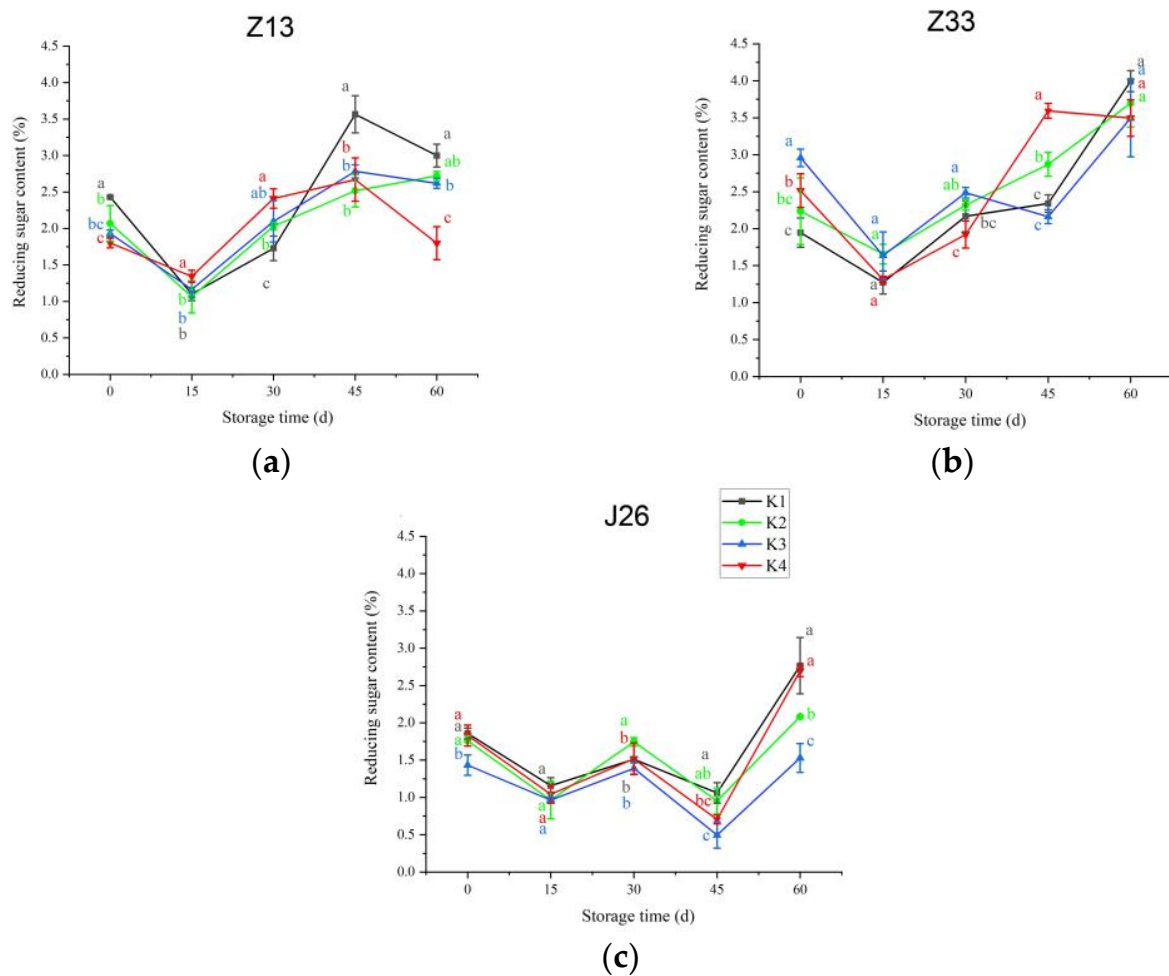 Z13
4.5
4.0
3.5
3.0
2.5
2.0
1.5
1.0
0.5
0.0
Reducing sugar content (%)
a
b
bc
c
a
b
b
b
a
ab
b
c
a
b
b
b
a
ab
b
c
0
15
30
45
60
Storage time (d)
(a)
Z33
4.5
4.0
3.5
3.0
2.5
2.0
1.5
1.0
0.5
0.0
Reducing sugar content (%)
a
b
bc
c
a
a
a
a
a
ab
bc
c
a
b
c
c
a
a
a
a
0
15
30
45
60
Storage time (d)
(b)
J26
K1
K2
K3
K4
4.5
4.0
3.5
3.0
2.5
2.0
1.5
1.0
0.5
0.0
Reducing sugar content (%)
a
a
a
b
a
a
a
a
a
b
b
b
a
ab
bc
c
a
a
b
c
0
15
30
45
60
Storage time (d)
(c)